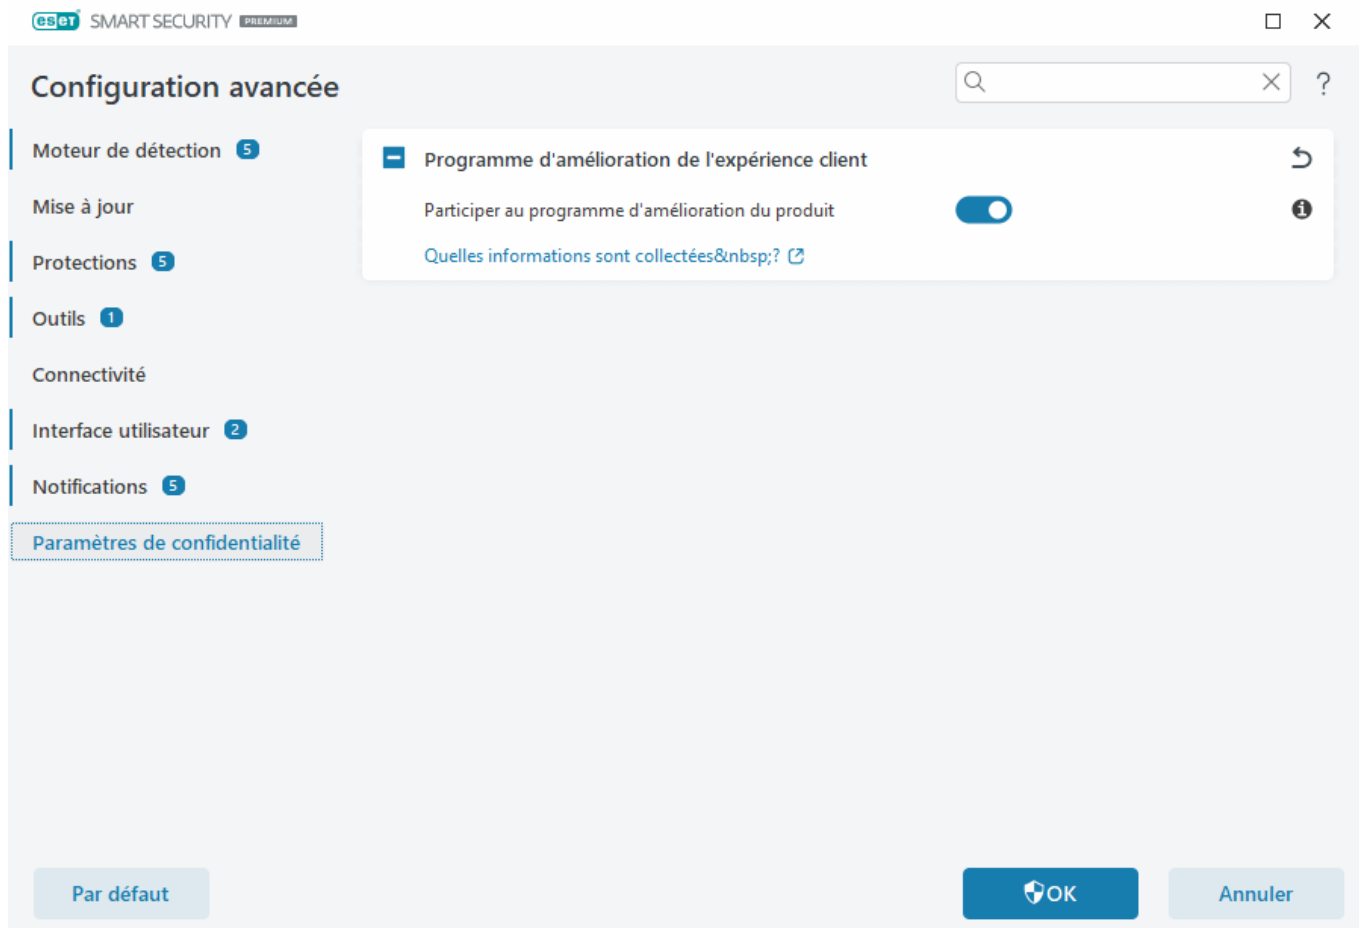 eset SMART SECURITY PREMIUM
Configuration avancée
?
Moteur de détection 5
Mise à jour
Protections 5
Outils 1
Connectivité
Interface utilisateur 2
Notifications 5
Paramètres de confidentialité
Programme d'amélioration de l'expérience client
Participer au programme d'amélioration du produit
Quelles informations sont collectées&nbsp;?
Par défaut
OK
Annuler